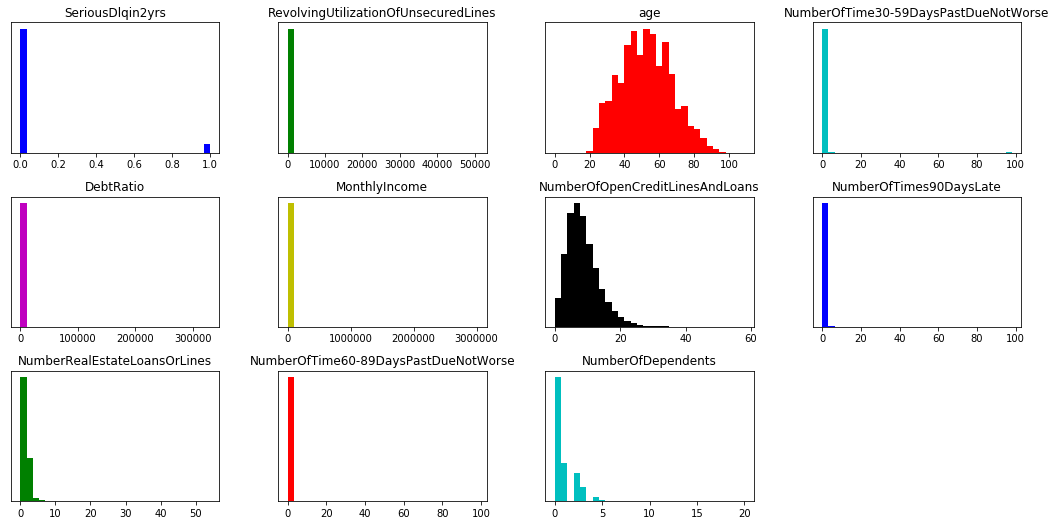 SeriousDlqin2yrs
0.0 0.2 0.4 0.6 0.8 1.0
RevolvingUtilizationOfUnsecuredLines
0 10000 20000 30000 40000 50000
age
0 20 40 60 80 100
NumberOfTime30-59DaysPastDueNotWorse
0 20 40 60 80 100
DebtRatio
0 100000 200000 300000
MonthlyIncome
0 1000000 2000000 3000000
NumberOfOpenCreditLinesAndLoans
0 20 40 60
NumberOfTimes90DaysLate
0 20 40 60 80 100
NumberRealEstateLoansOrLines
0 10 20 30 40 50
NumberOfTime60-89DaysPastDueNotWorse
0 20 40 60 80 100
NumberOfDependents
0 5 10 15 20